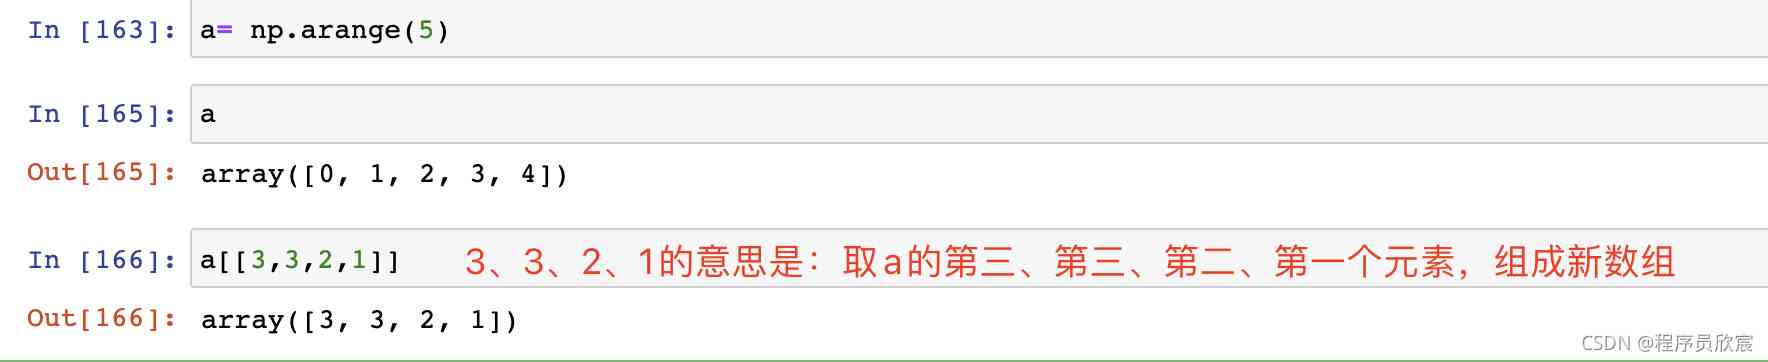 In [163]: a= np.arange(5)
In [165]: a
Out[165]: array([0, 1, 2, 3, 4])
In [166]: a[[3,3,2,1]] 3、3、2、1的意思是：取a的第三、第三、第二、第一个元素，组成新数组
Out[166]: array([3, 3, 2, 1])
CSDN @程序员欣宸